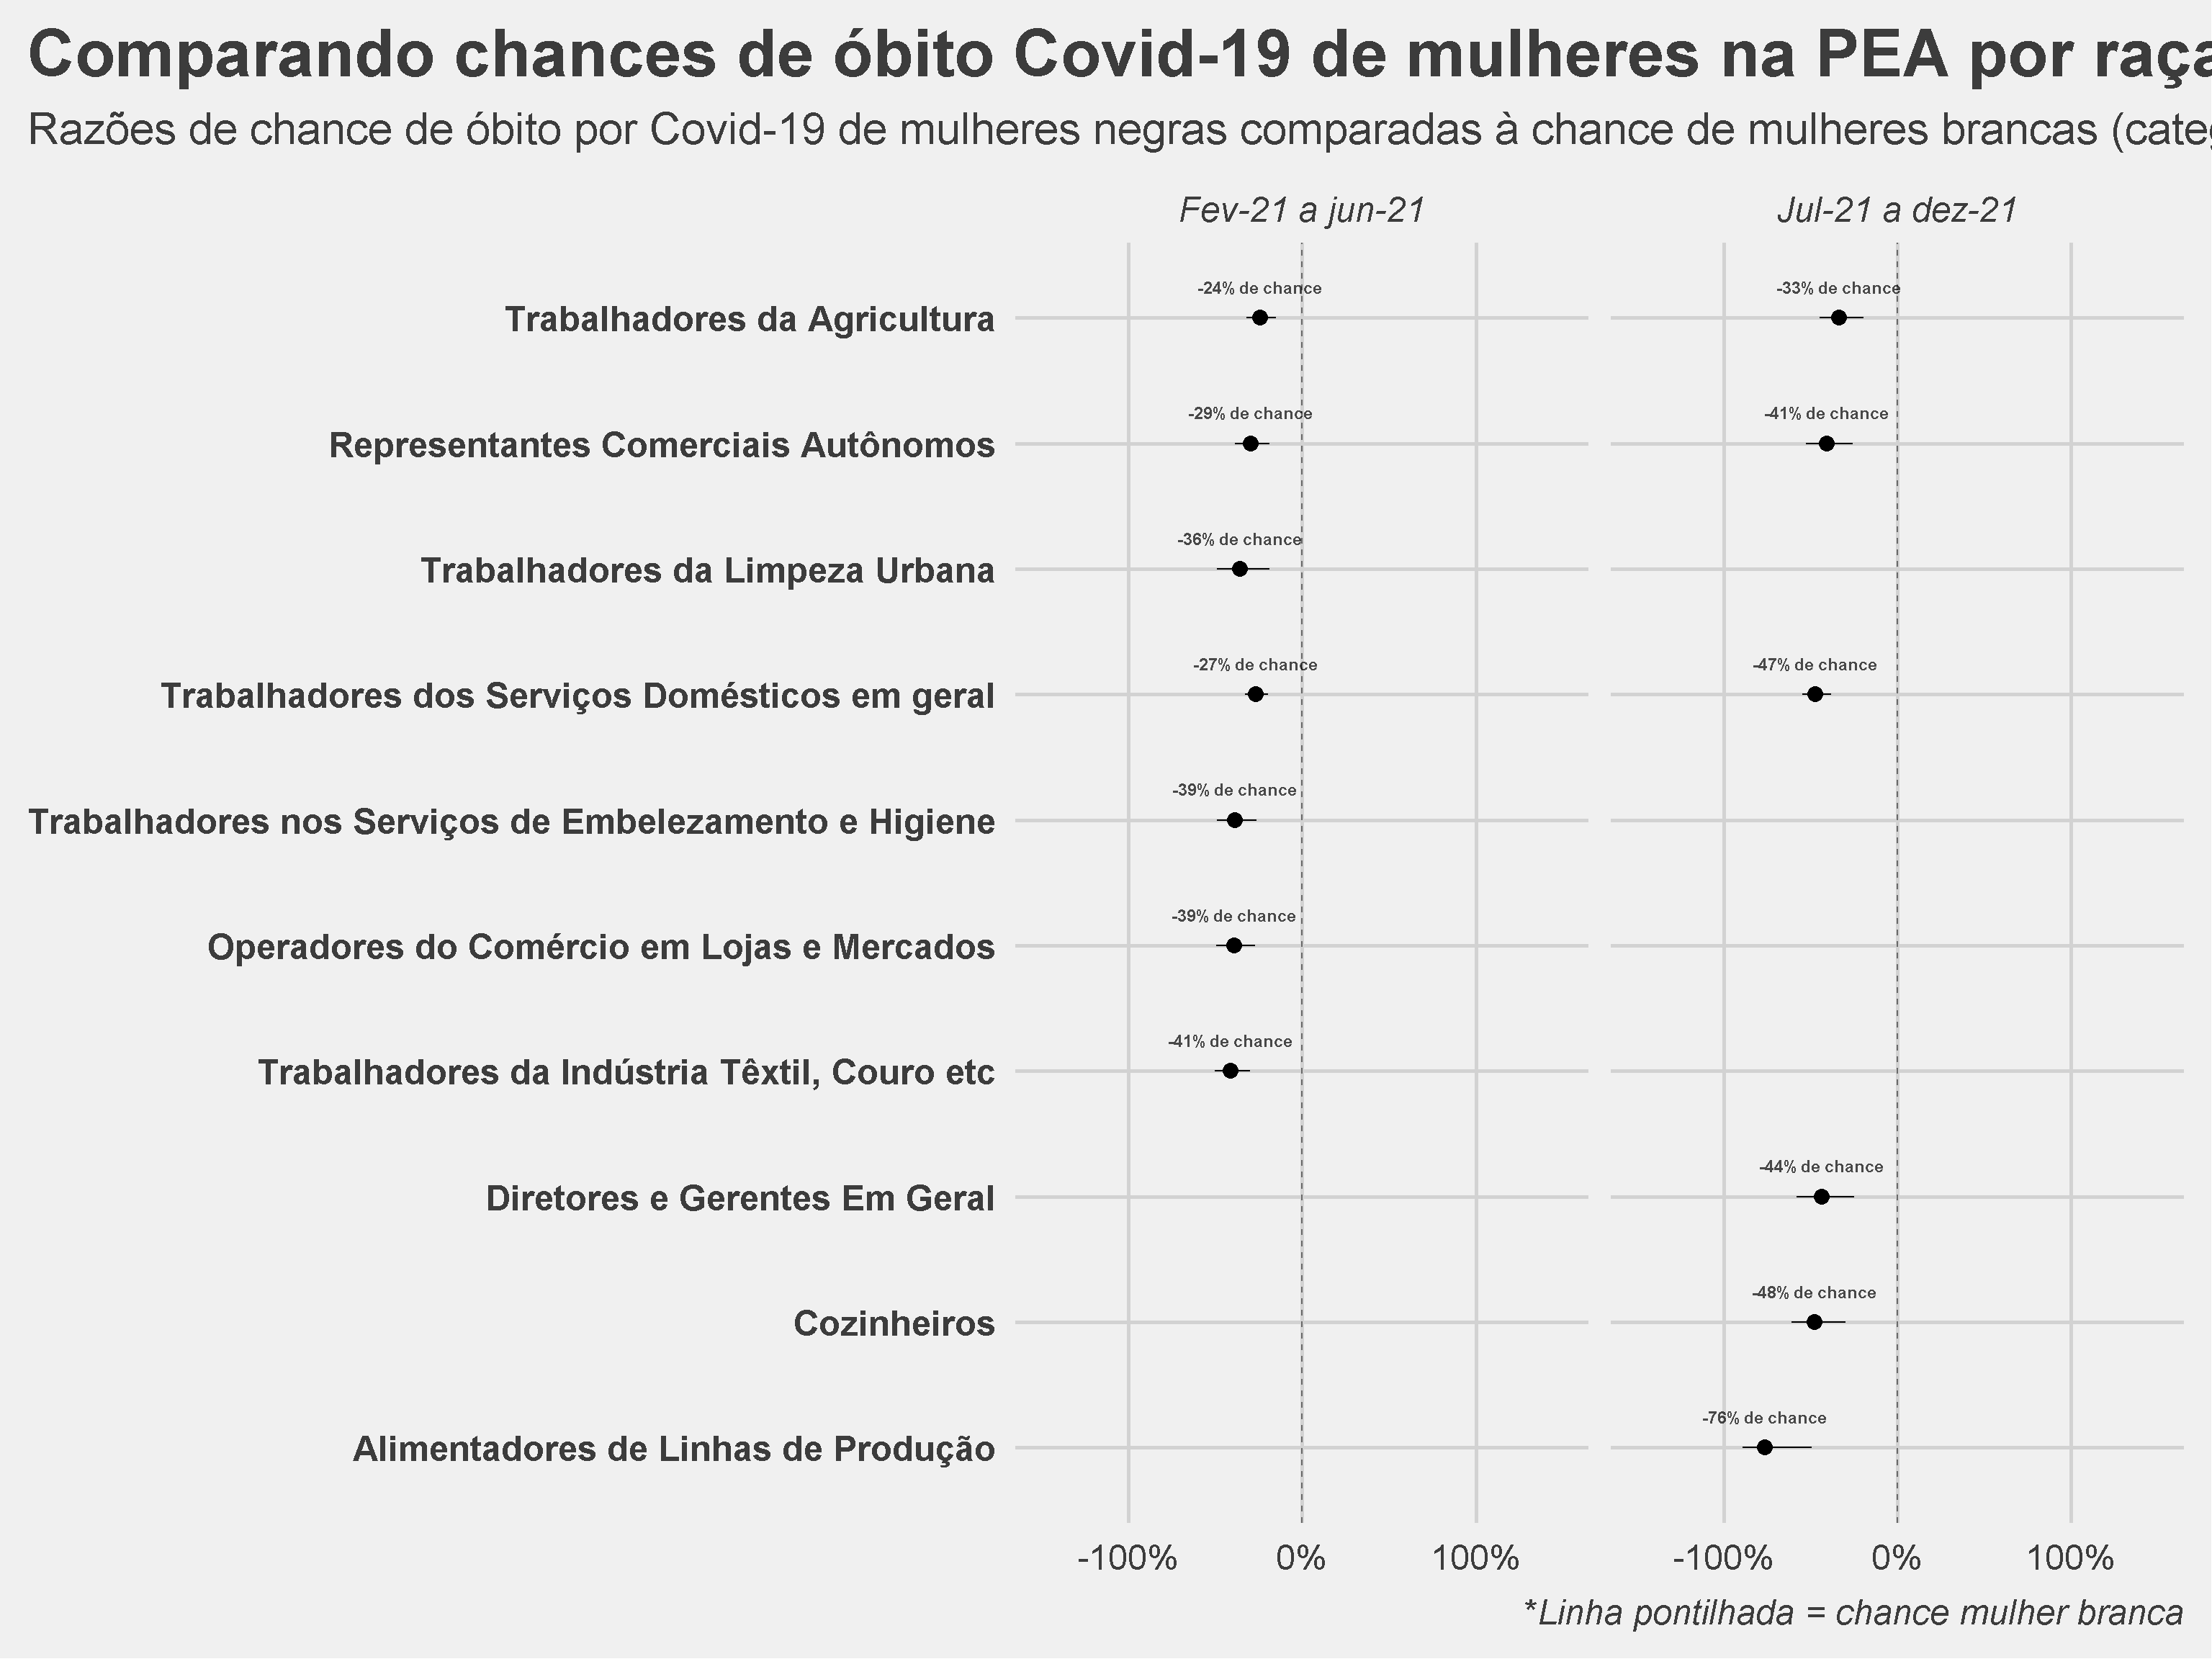 Comparando chances de óbito Covid-19 de mulheres na PEA por raça
Razões de chance de óbito por Covid-19 de mulheres negras comparadas à chance de mulheres brancas (categ
Fev-21 a jun-21
Jul-21 a dez-21
Trabalhadores da Agricultura
-24% de chance
-33% de chance
Representantes Comerciais Autônomos
-29% de chance
-41% de chance
Trabalhadores da Limpeza Urbana
-36% de chance
Trabalhadores dos Serviços Domésticos em geral
-27% de chance
-47% de chance
Trabalhadores nos Serviços de Embelezamento e Higiene
-39% de chance
Operadores do Comércio em Lojas e Mercados
-39% de chance
Trabalhadores da Indústria Têxtil, Couro etc
-41% de chance
Diretores e Gerentes Em Geral
-44% de chance
Cozinheiros
-48% de chance
Alimentadores de Linhas de Produção
-76% de chance
-100% 0% 100%
-100% 0% 100%
*Linha pontilhada = chance mulher branca